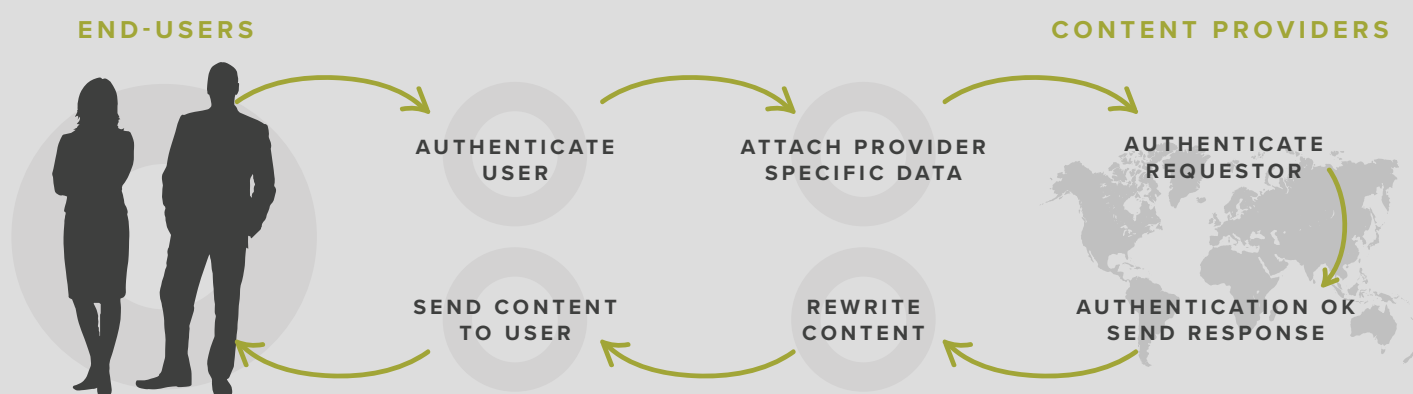 END-USERS
CONTENT PROVIDERS
AUTHENTICATE
USER
ATTACH PROVIDER
SPECIFIC DATA
AUTHENTICATE
REQUESTOR
SEND CONTENT
TO USER
REWRITE
CONTENT
AUTHENTICATION OK
SEND RESPONSE